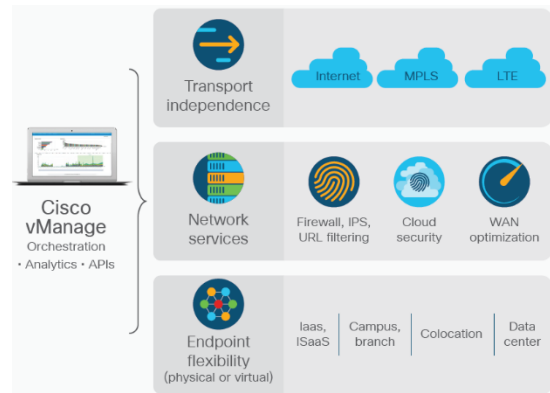 Cisco
vManage
Orchestration
• Analytics • APIs
Transport
independence
Internet
MPLS
LTE
Network
services
Firewall, IPS,
URL filtering
Cloud
security
WAN
optimization
Endpoint
flexibility
(physical or virtual)
Iaas,
ISaaS
Campus,
branch
Colocation
Data
center